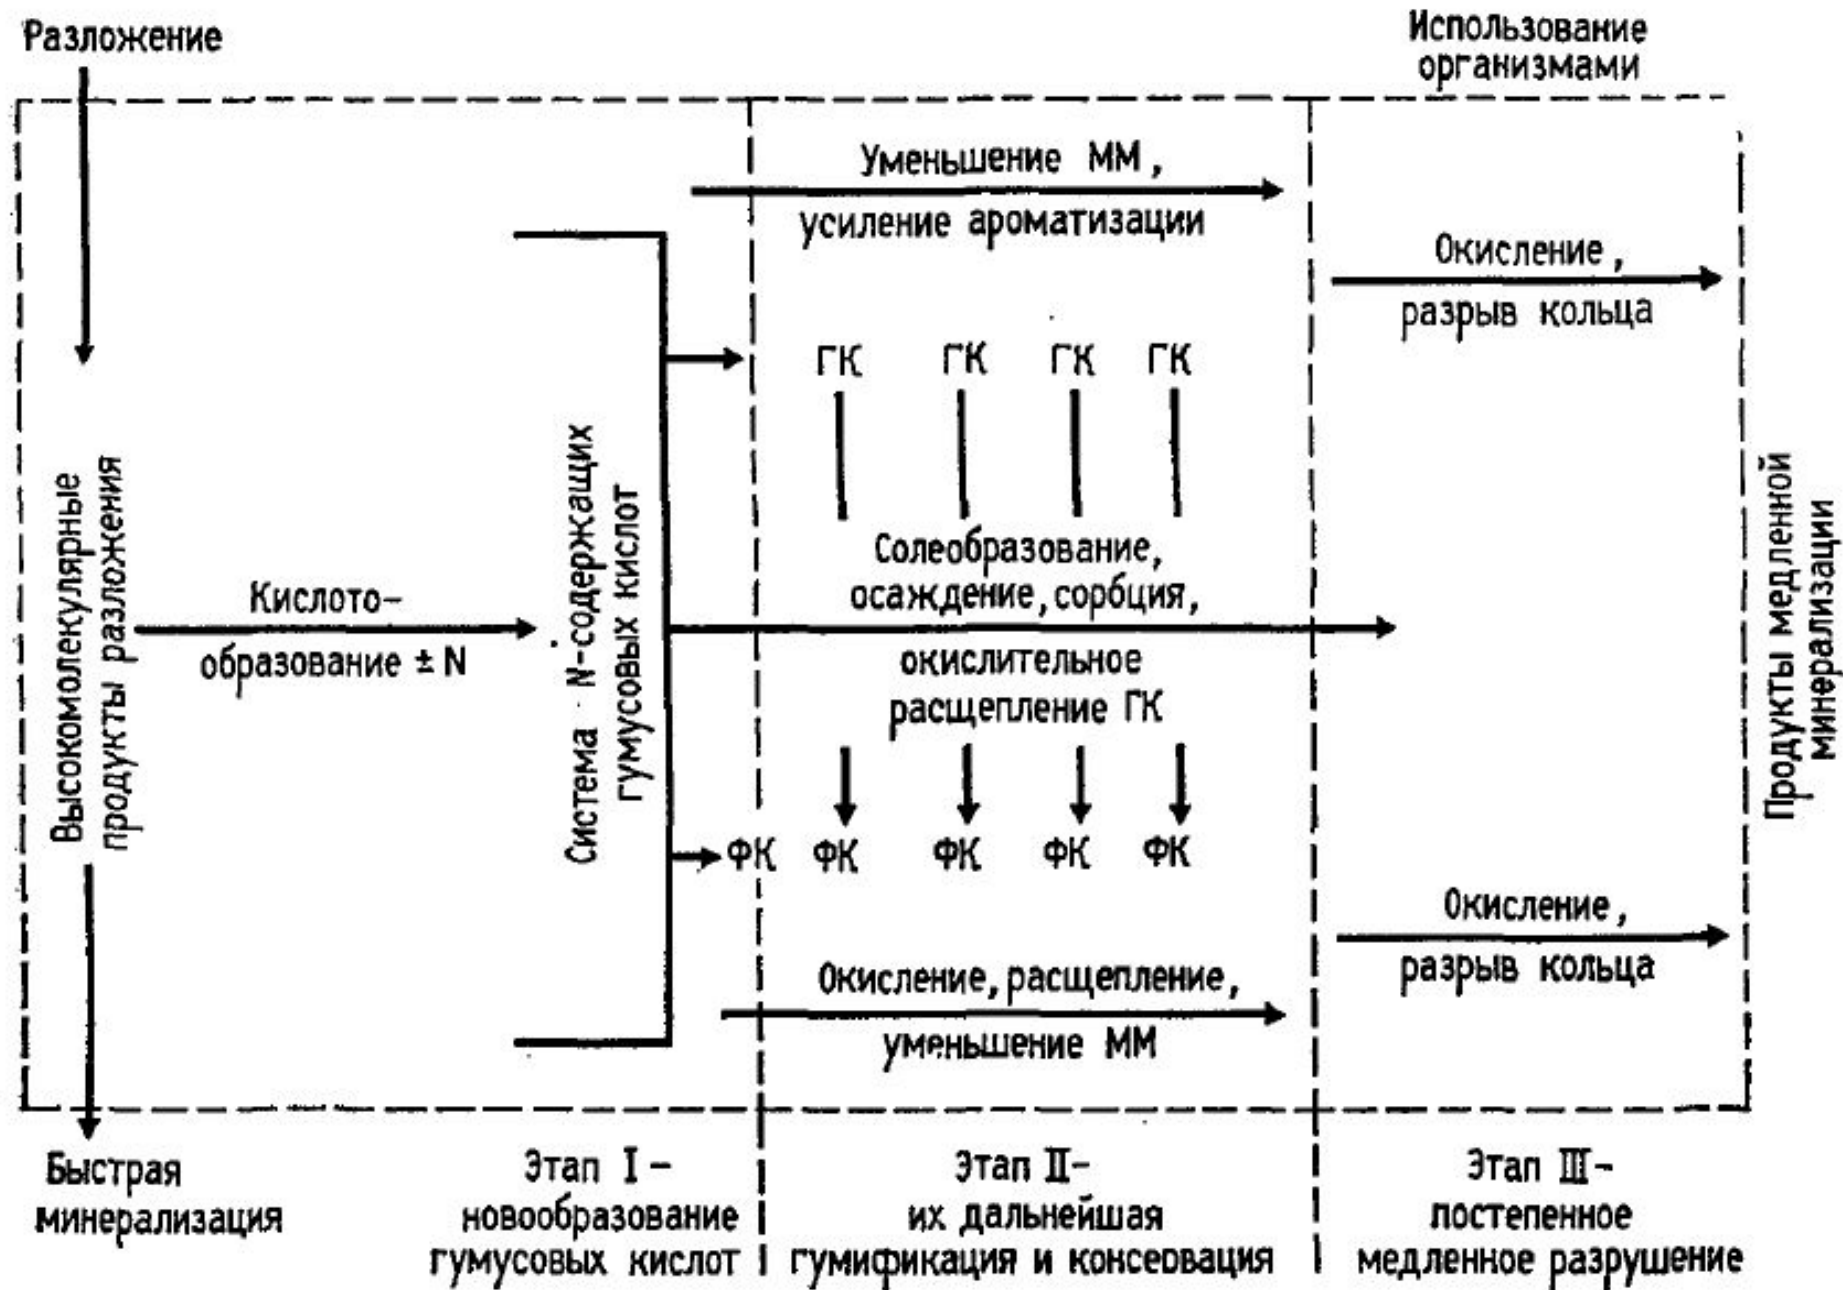 Разложение
Использование
организмами
Уменьшение ММ,
усиление ароматизации
Окисление,
разрыв кольца
ГК ГК ГК ГК
Высокомолекулярные
продукты разложения
Кислото-
образование ± N
Система N-содержащих
гумусовых кислот
Солеобразование,
осаждение, сорбция,
окислительное
расщепление ГК
ФК ФК ФК ФК ФК
Окисление,
разрыв кольца
Окисление, расщепление,
уменьшение ММ
Продукты медленной
минерализации
Быстрая
минерализация
Этап I –
новообразование
гумусовых кислот
Этап II–
их дальнейшая
гумификация и консервация
Этап III–
постепенное
медленное разрушение